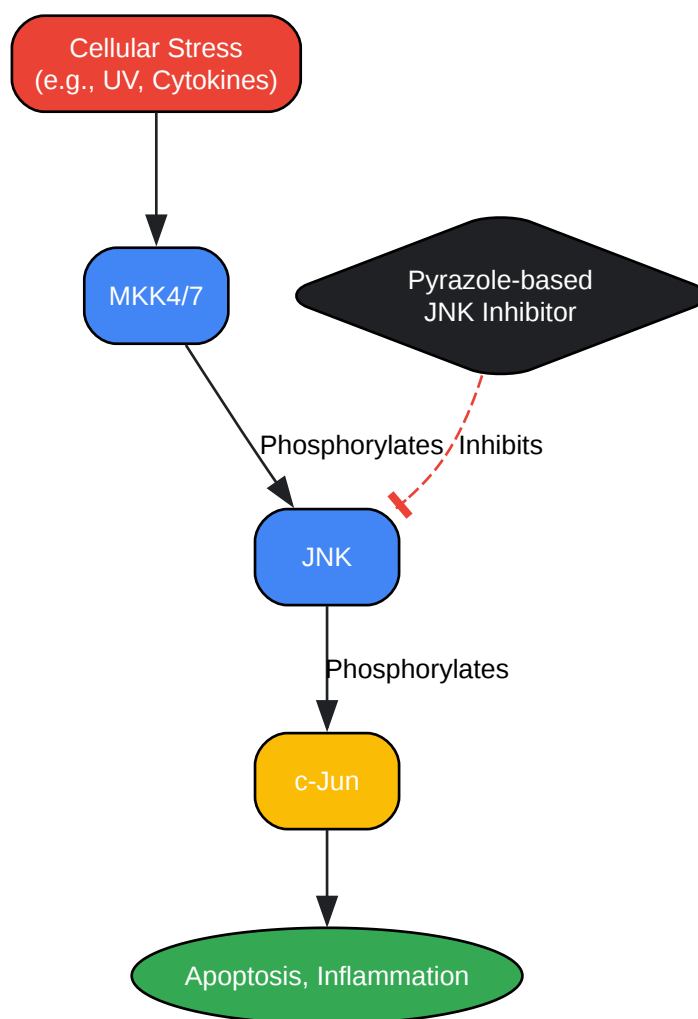 Cellular Stress
(e.g., UV, Cytokines)
MKK4/7
Pyrazole-based
JNK Inhibitor
Phosphorylates
Inhibits
JNK
Phosphorylates
c-Jun
Apoptosis, Inflammation